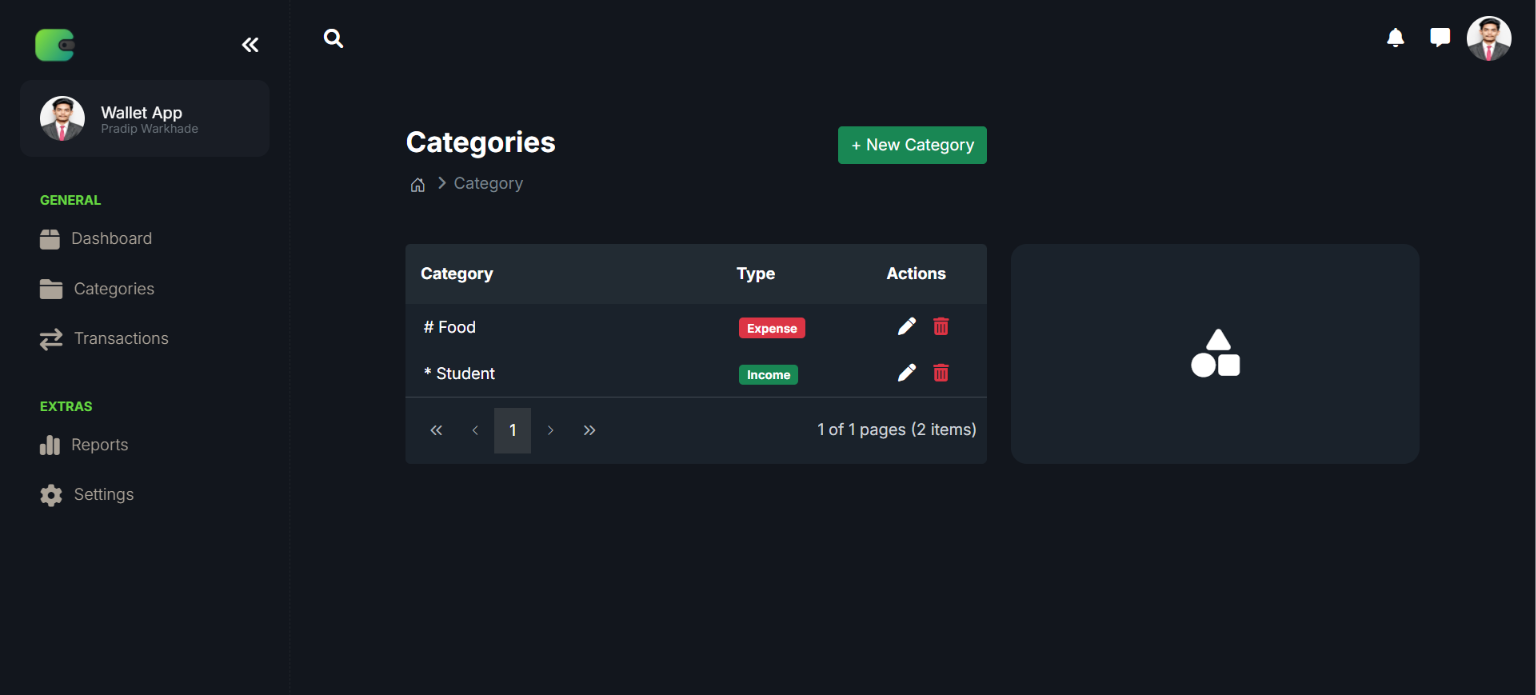 Wallet App
Pradip Warkhade
GENERAL
Dashboard
Categories
Transactions
EXTRAS
Reports
Settings
Categories
+ New Category
Category
Category Type Actions
# Food Expense
* Student Income
1 1 of 1 pages (2 items)